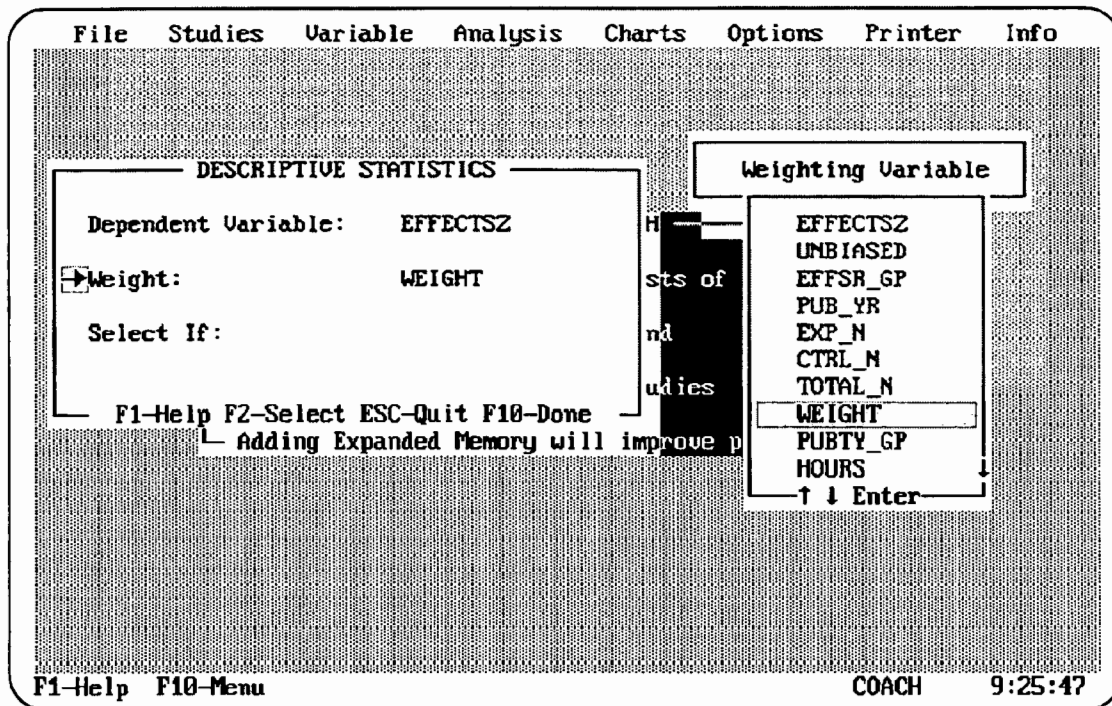 File Studies Variable Analysis Charts Options Printer Info
DESCRIPTIVE STATISTICS
Dependent Variable: EFFECTSZ
Weight: WEIGHT
Select If:
F1-Help F2-Select ESC-Quit F10-Done
H
sts of
nd
udies
Adding Expanded Memory will improve p
Weighting Variable
EFFECTSZ
UNBIASED
EFFSR_GP
PUB_YR
EXP_N
CTRL_N
TOTAL_N
WEIGHT
PUBTY_GP
HOURS ↓
↑ ↓ Enter
F1-Help F10-Menu COACH 9:25:47